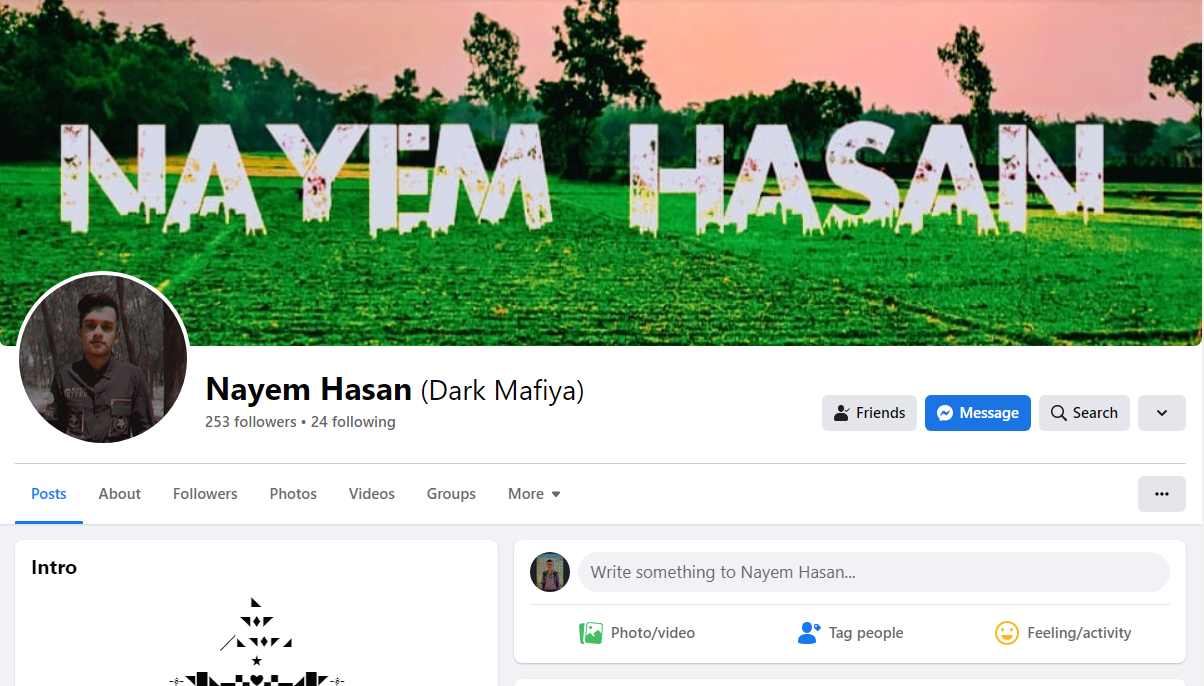 NAYEM HASAN
Nayem Hasan (Dark Mafiya)
253 followers • 24 following
Friends
Message
Search
Posts
About
Followers
Photos
Videos
Groups
More
Intro
Write something to Nayem Hasan...
Photo/video
Tag people
Feeling/activity